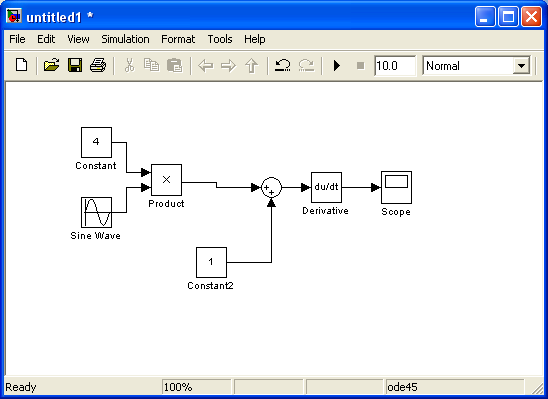 untitled1 *
File Edit View Simulation Format Tools Help
10.0 Normal
4
Constant
×
Product
Sine Wave
++
du/dt
Derivative
Scope
1
Constant2
Ready 100% ode45